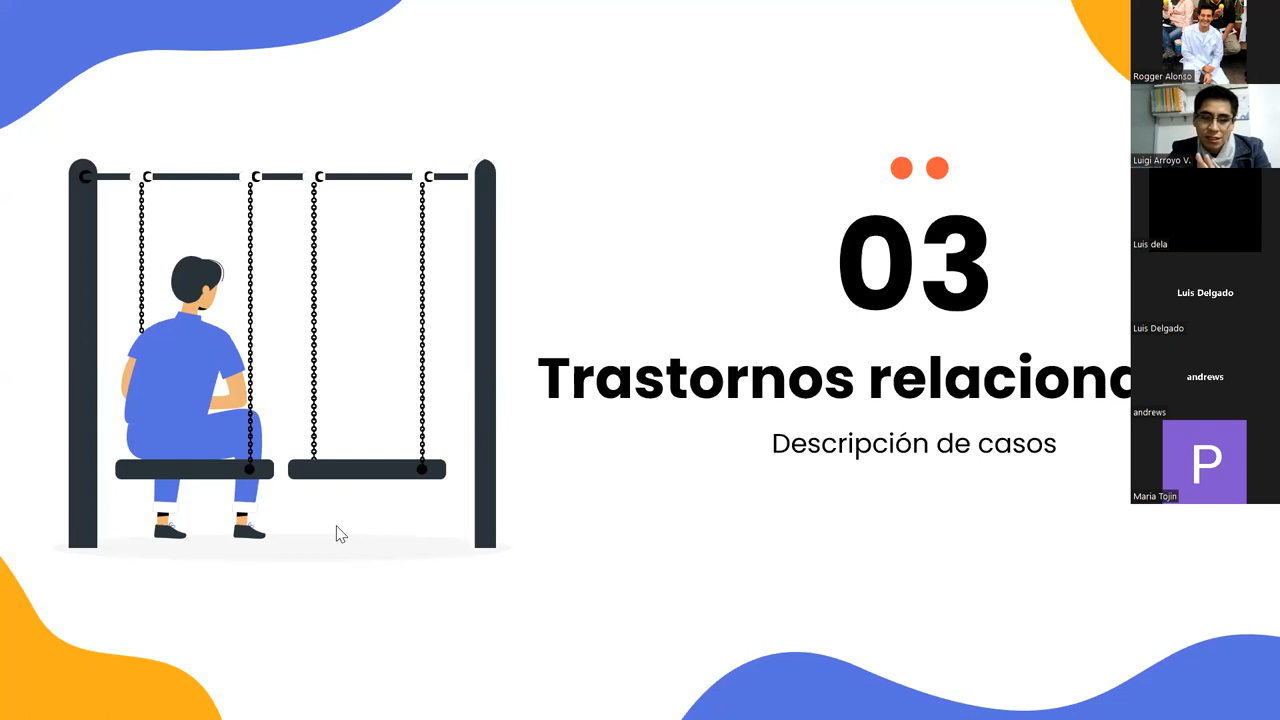 03
Trastornos relacion
Descripción de casos
Rogger Alonso
Luigi Arroyo V.
Luis dela
Luis Delgado
Luis Delgado
andrews
andrews
P
Maria Tojin